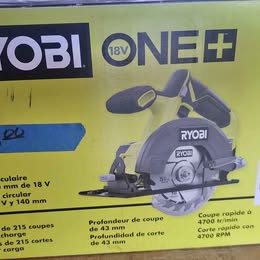 YOBI 18V ONE+
,00
RYOBI
RYOBI
culaire
mm de 18 V
circular
V y 140 mm
de 215 coupes
charge
s de 215 cortes
carga
Profondeur de coupe
de 43 mm
Profundidad de corte
de 43 mm
Coupe rapide à
4700 tr/min
Corte rápido con
4700 RPM